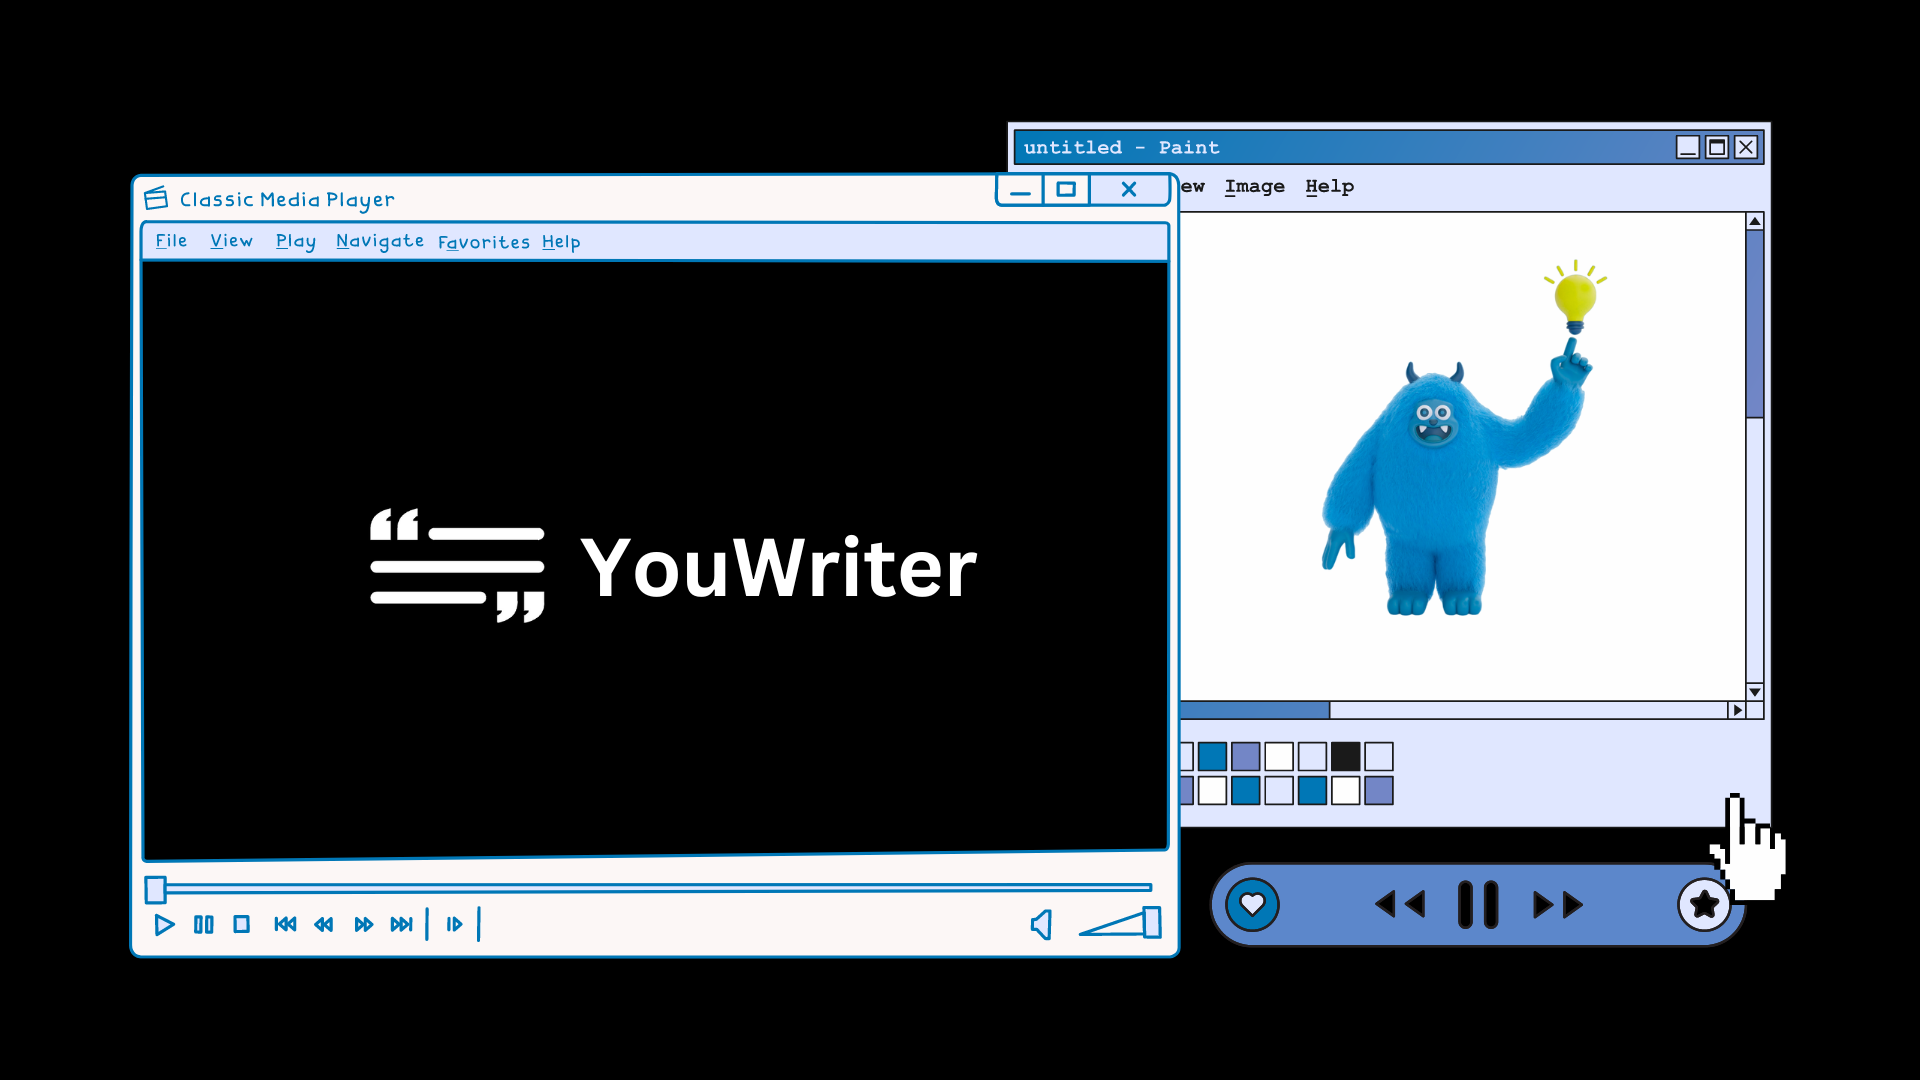 untitled - Paint
ew Image Help
Classic Media Player
File View Play Navigate Favorites Help
YouWriter